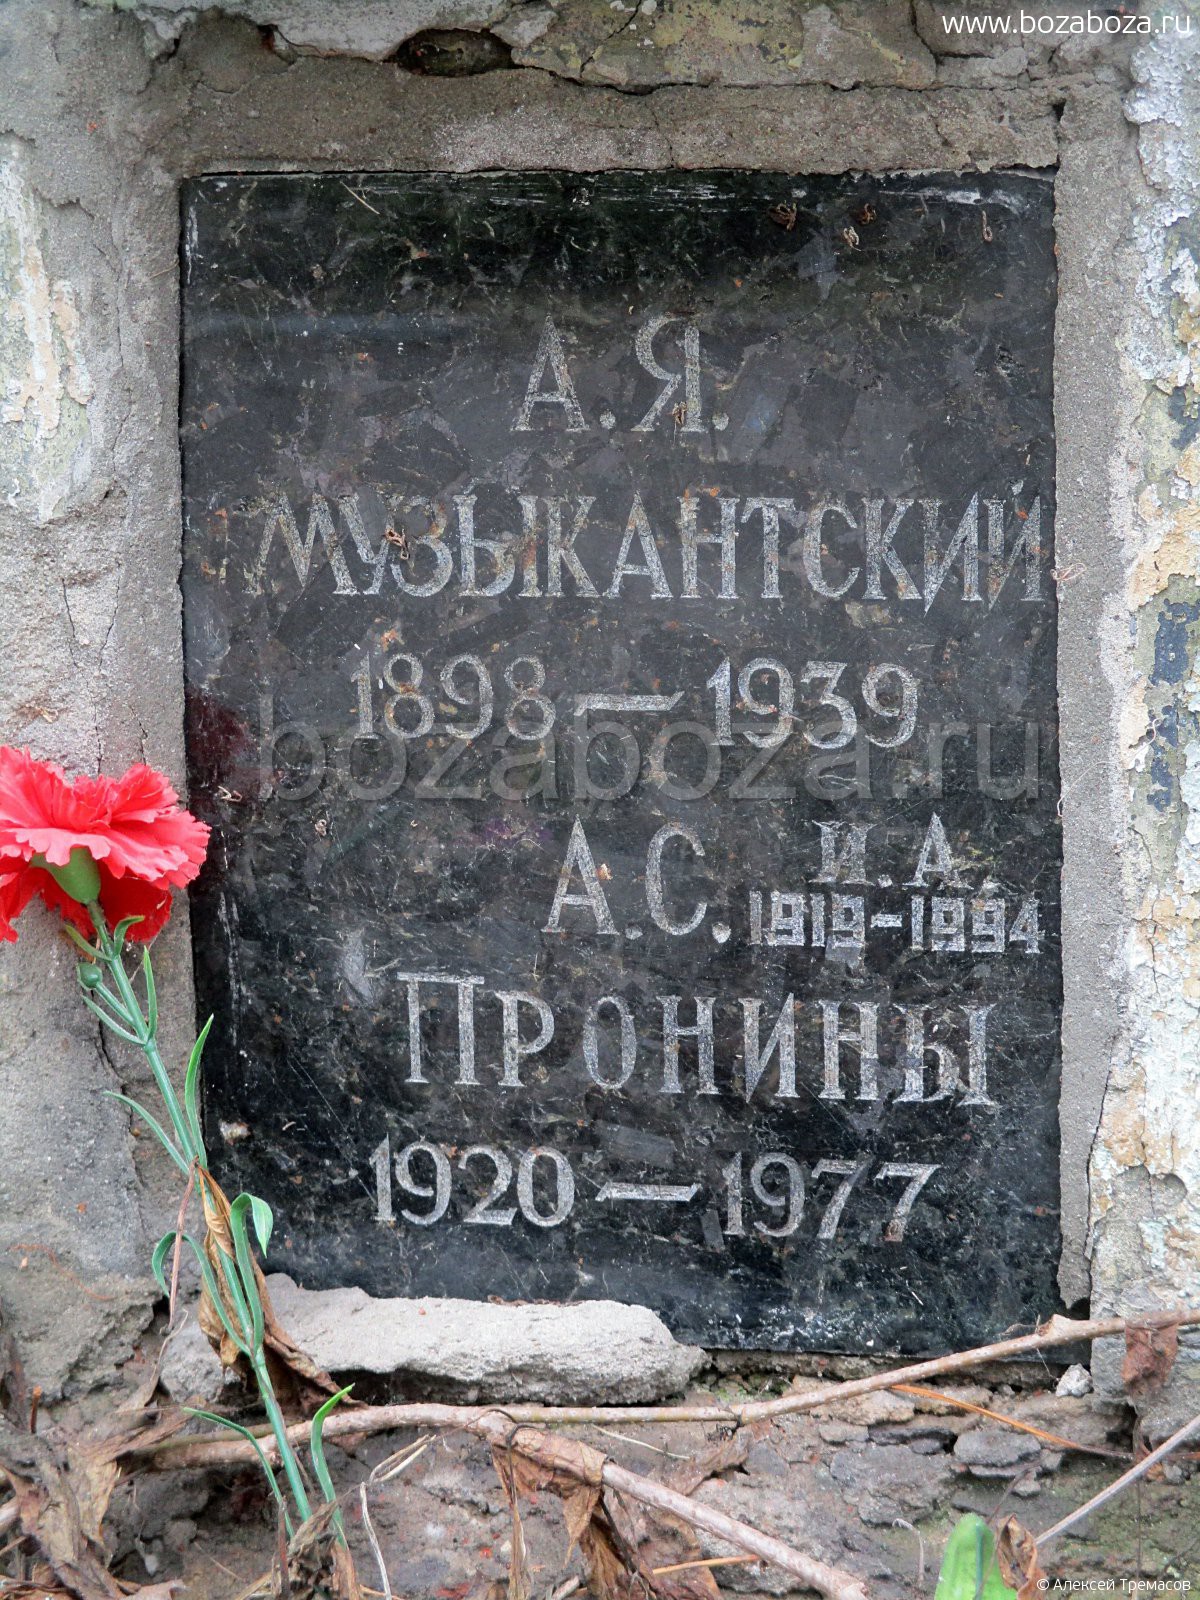 www.bozaboza.ru
А.Я.
МУЗЫКАНТСКИЙ
1898 — 1939
bozaboza.ru
А.С. И.А.
1919-1994
ПРОНИНЫ
1920 — 1977
© Алексей Тремасов